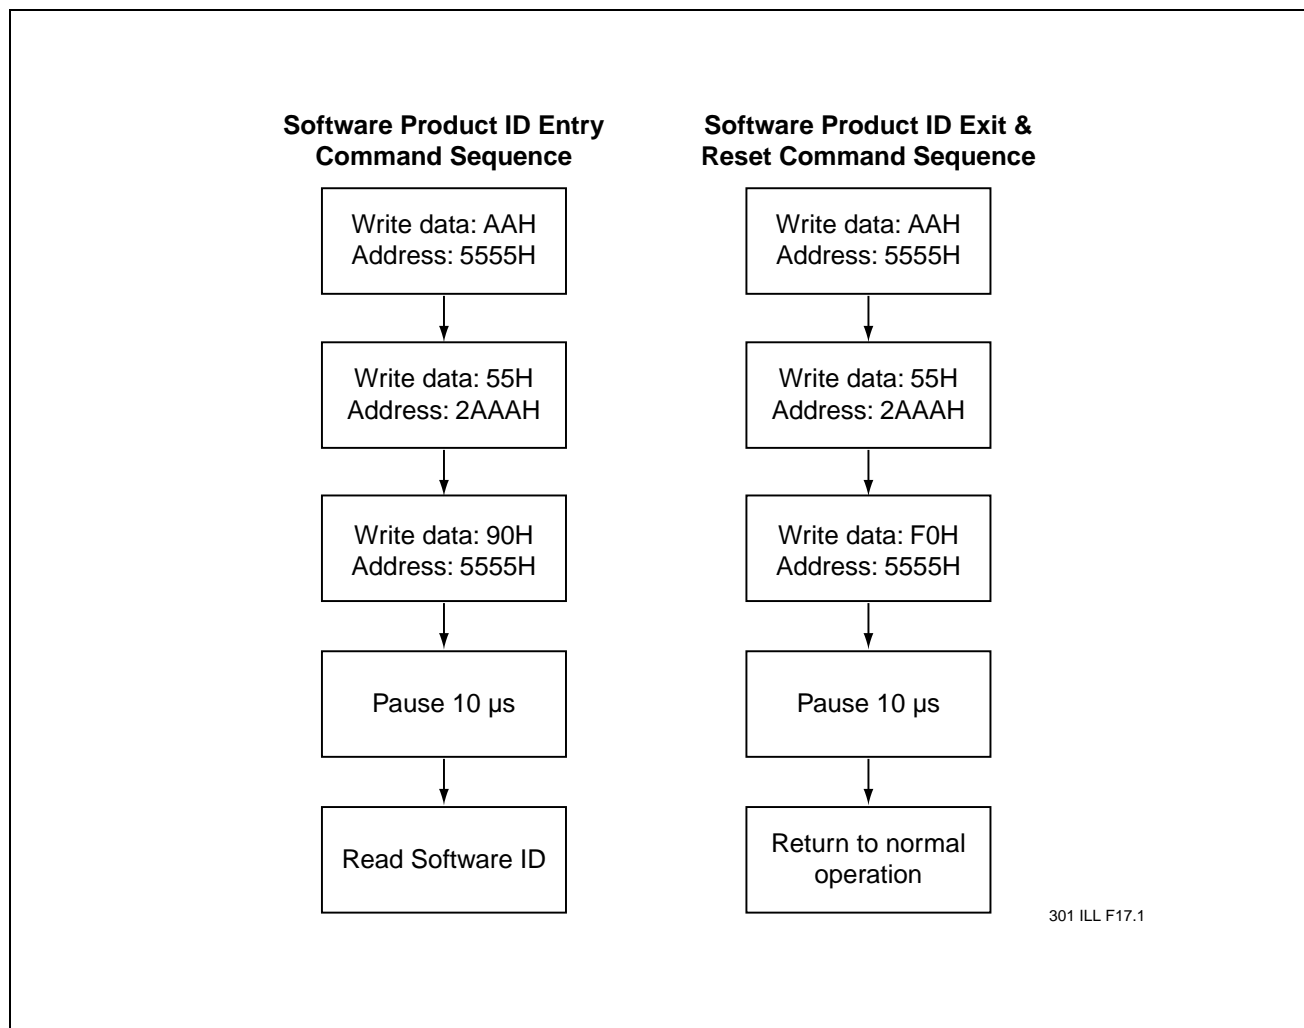 Software Product ID Entry
Command Sequence
Write data: AAH
Address: 5555H
Write data: 55H
Address: 2AAAH
Write data: 90H
Address: 5555H
Pause 10 µs
Read Software ID
Software Product ID Exit &
Reset Command Sequence
Write data: AAH
Address: 5555H
Write data: 55H
Address: 2AAAH
Write data: F0H
Address: 5555H
Pause 10 µs
Return to normal
operation
301 ILL F17.1